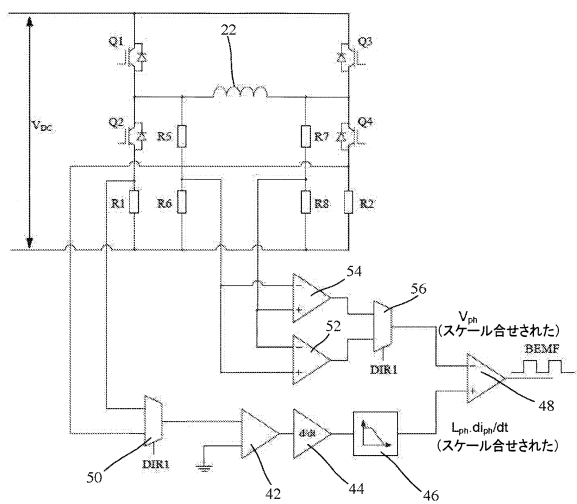 Q1
Q3
22
V_DC
Q2
Q4
R5
R7
R1
R6
R8
R2
54
56
V_ph
(スケール合せされた)
52
BEMF
DIR1
48
L_ph.di_ph/dt
(スケール合せされた)
d/dt
50
DIR1
42
44
46